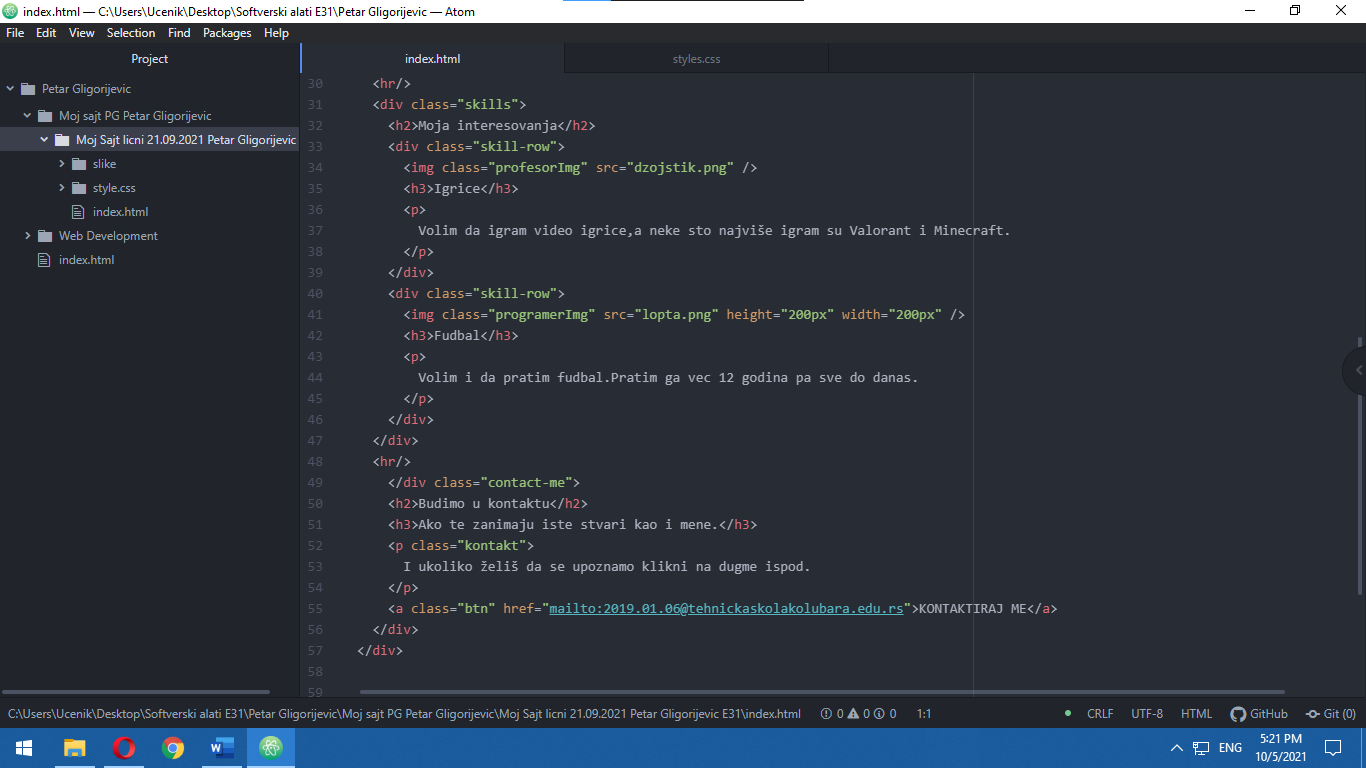 index.html — C:\Users\Ucenik\Desktop\Softverski alati E31\Petar Gligorijevic — Atom
File Edit View Selection Find Packages Help
Project
Petar Gligorijevic
Moj sajt PG Petar Gligorijevic
Moj Sajt licni 21.09.2021 Petar Gligorijevic
slike
style.css
index.html
Web Development
index.html
index.html styles.css
30 <hr/>
31 <div class="skills">
32 <h2>Moja interesovanja</h2>
33 <div class="skill-row">
34 <img class="profesorImg" src="dzojstik.png" />
35 <h3>Igrice</h3>
36 <p>
37 Volim da igram video igrice,a neke sto najviše igram su Valorant i Minecraft.
38 </p>
39 </div>
40 <div class="skill-row">
41 <img class="programerImg" src="lopta.png" height="200px" width="200px" />
42 <h3>Fudbal</h3>
43 <p>
44 Volim i da pratim fudbal.Pratim ga vec 12 godina pa sve do danas.
45 </p>
46 </div>
47 </div>
48 <hr/>
49 </div class="contact-me">
50 <h2>Budimo u kontaktu</h2>
51 <h3>Ako te zanimaju iste stvari kao i mene.</h3>
52 <p class="kontakt">
53 I ukoliko želiš da se upoznamo klikni na dugme ispod.
54 </p>
55 <a class="btn" href="mailto:2019.01.06@tehnickaskolakolubara.edu.rs">KONTAKTIRAJ ME</a>
56 </div>
57 </div>
58
59
C:\Users\Ucenik\Desktop\Softverski alati E31\Petar Gligorijevic\Moj sajt PG Petar Gligorijevic\Moj Sajt licni 21.09.2021 Petar Gligorijevic E31\index.html 0 0 0 1:1 CRLF UTF-8 HTML GitHub Git (0)
ENG
5:21 PM
10/5/2021